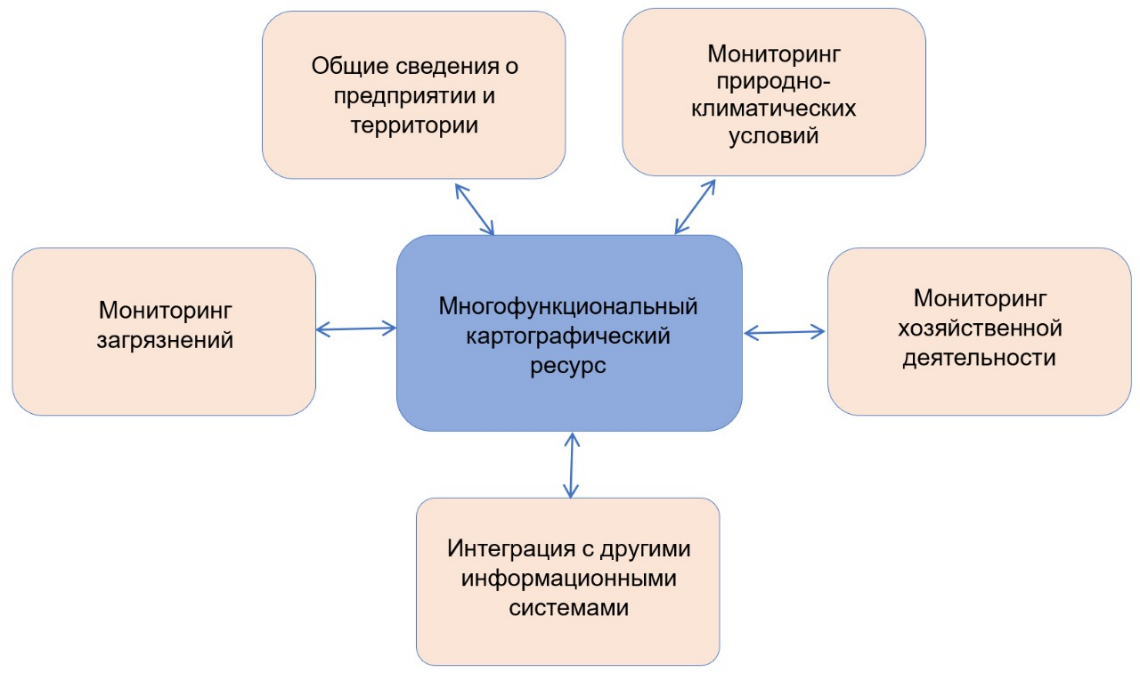 Общие сведения о
предприятии и
территории
Мониторинг
природно-
климатических
условий
Мониторинг
загрязнений
Многофункциональный
картографический
ресурс
Мониторинг
хозяйственной
деятельности
Интеграция с другими
информационными
системами